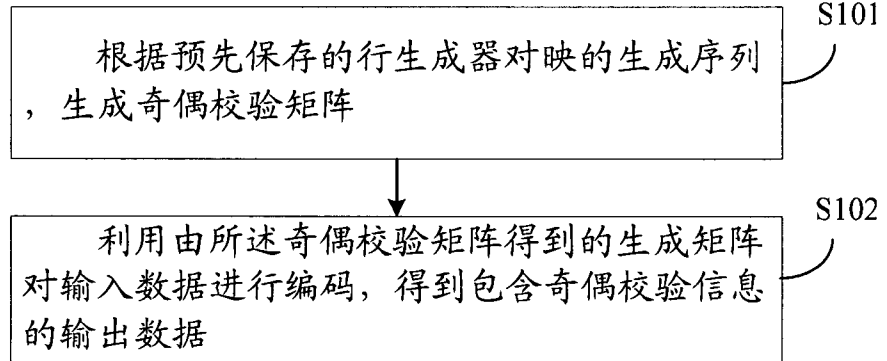 S101
根据预先保存的行生成器对映的生成序列
，生成奇偶校验矩阵
S102
利用由所述奇偶校验矩阵得到的生成矩阵
对输入数据进行编码，得到包含奇偶校验信息
的输出数据